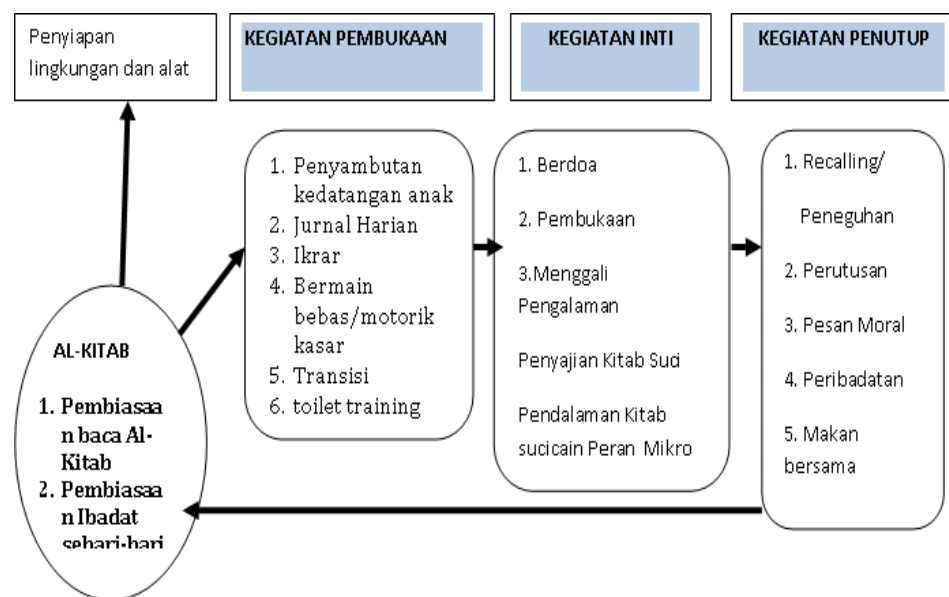 Penyiapan
lingkungan dan alat
KEGIATAN PEMBUKAAN
KEGIATAN INTI
KEGIATAN PENUTUP
1. Penyambutan
kedatangan anak
2. Jurnal Harian
3. Ikrar
4. Bermain
bebas/motorik
kasar
5. Transisi
6. toilet training
1. Berdoa
2. Pembukaan
3.Menggali
Pengalaman
Penyajian Kitab Suci
Pendalaman Kitab
sucicain Peran Mikro
1. Recalling/
Peneguhan
2. Perutusan
3. Pesan Moral
4. Peribadatan
5. Makan
bersama
AL-KITAB
1. Pembiasaa
n baca Al-
Kitab
2. Pembiasaa
n Ibadat
sehari-hari